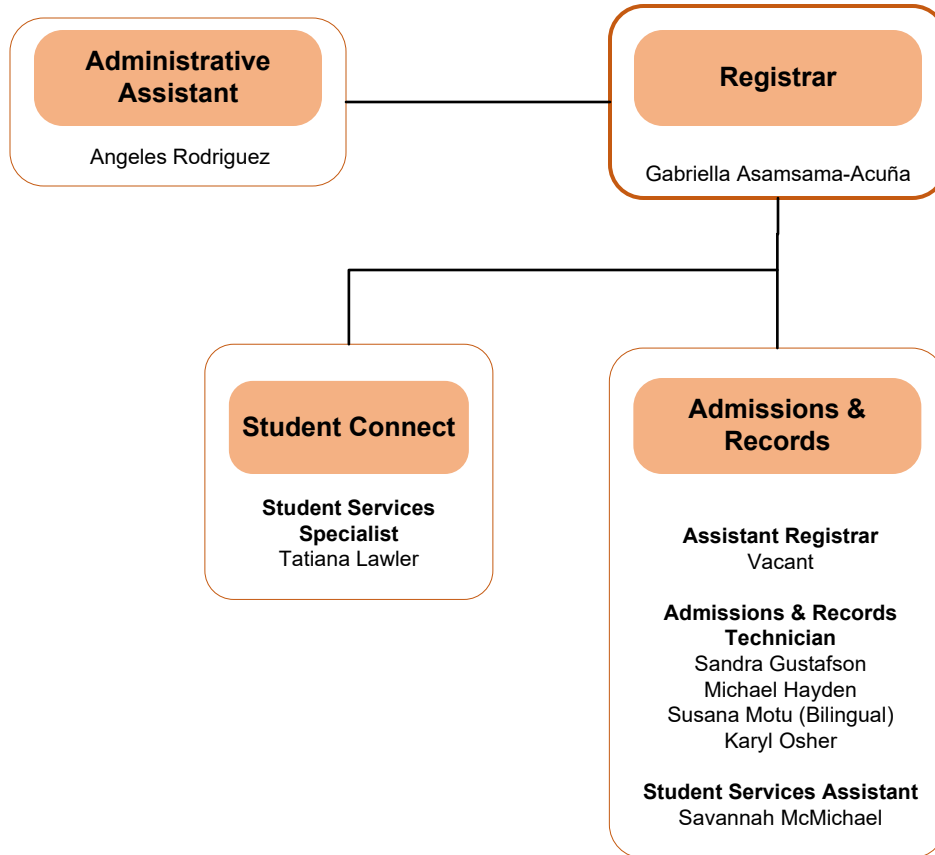 Administrative
Assistant
Angeles Rodriguez
Registrar
Gabriella Asamsama-Acuña
Student Connect
Student Services
Specialist
Tatiana Lawler
Admissions &
Records
Assistant Registrar
Vacant
Admissions & Records
Technician
Sandra Gustafson
Michael Hayden
Susana Motu (Bilingual)
Karyl Osher
Student Services Assistant
Savannah McMichael